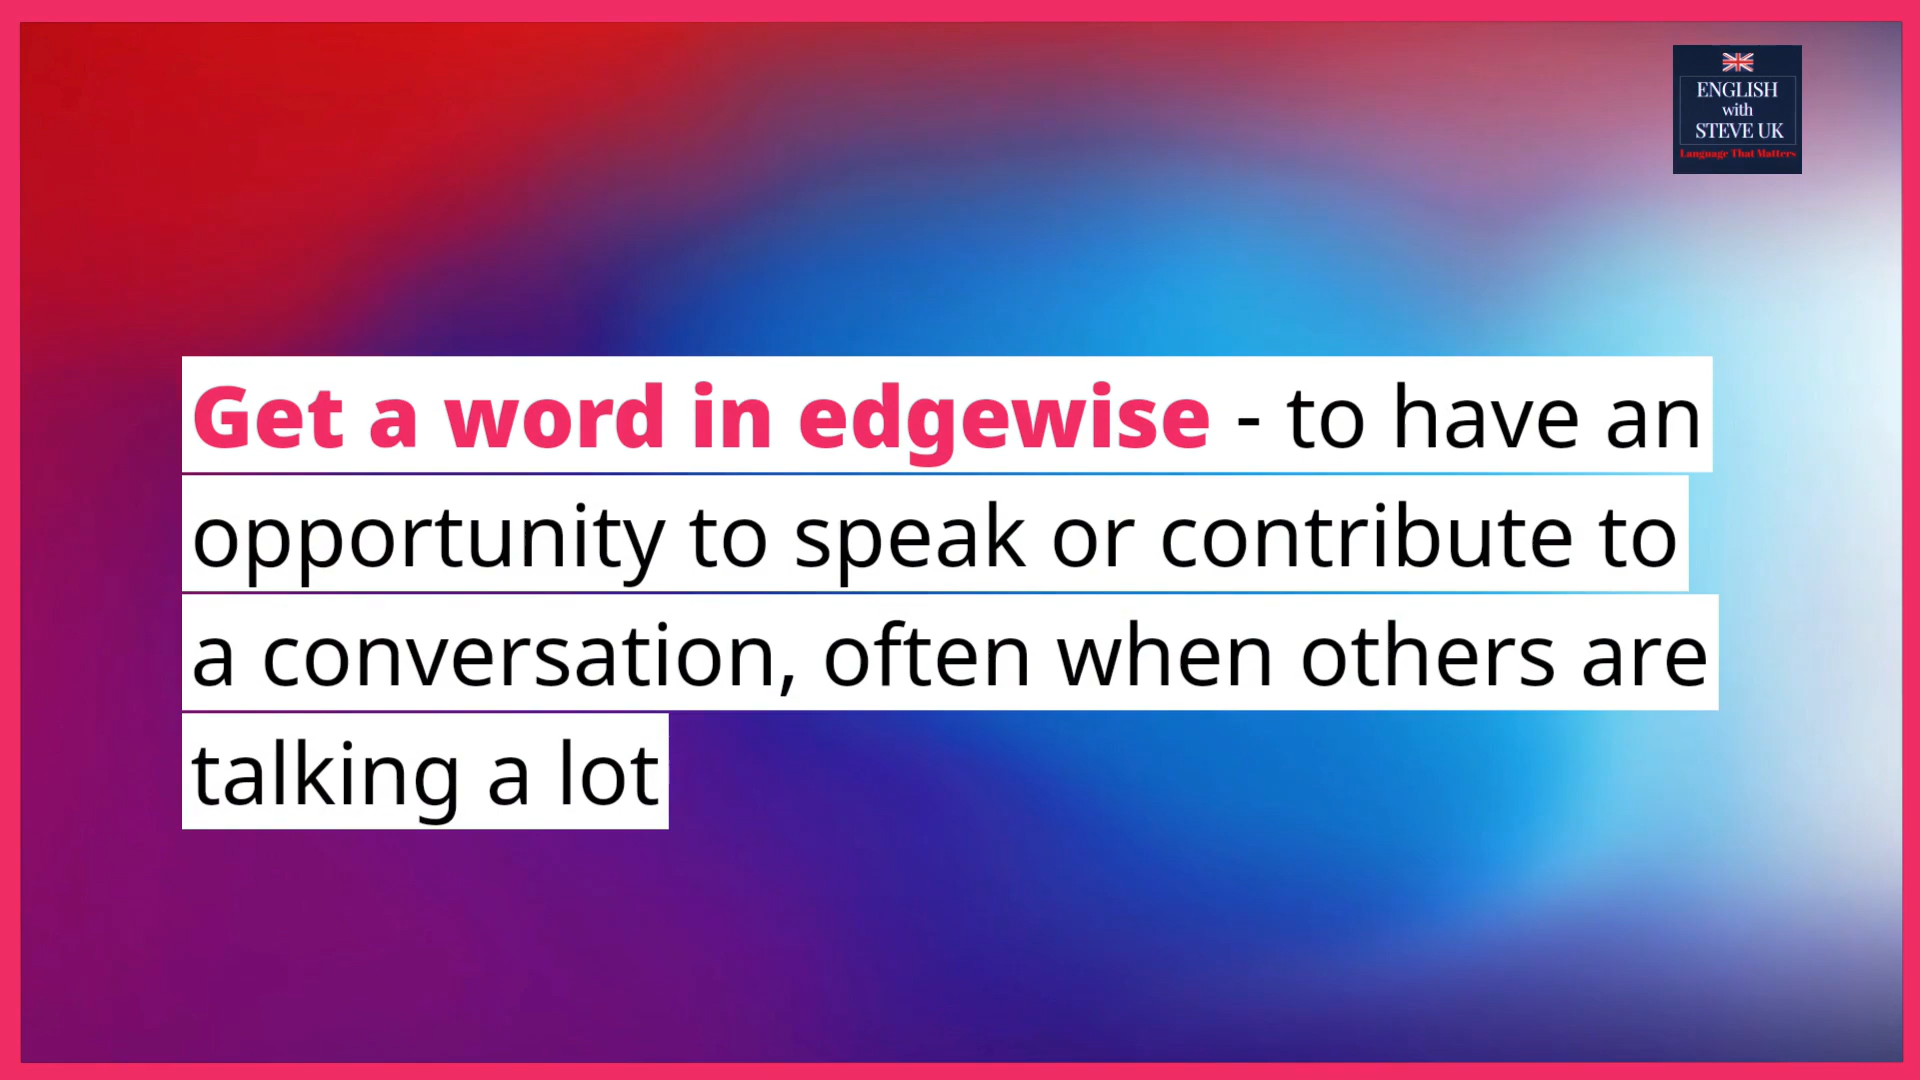 ENGLISH
with
STEVE UK
Language That Matters
Get a word in edgewise - to have an
opportunity to speak or contribute to
a conversation, often when others are
talking a lot